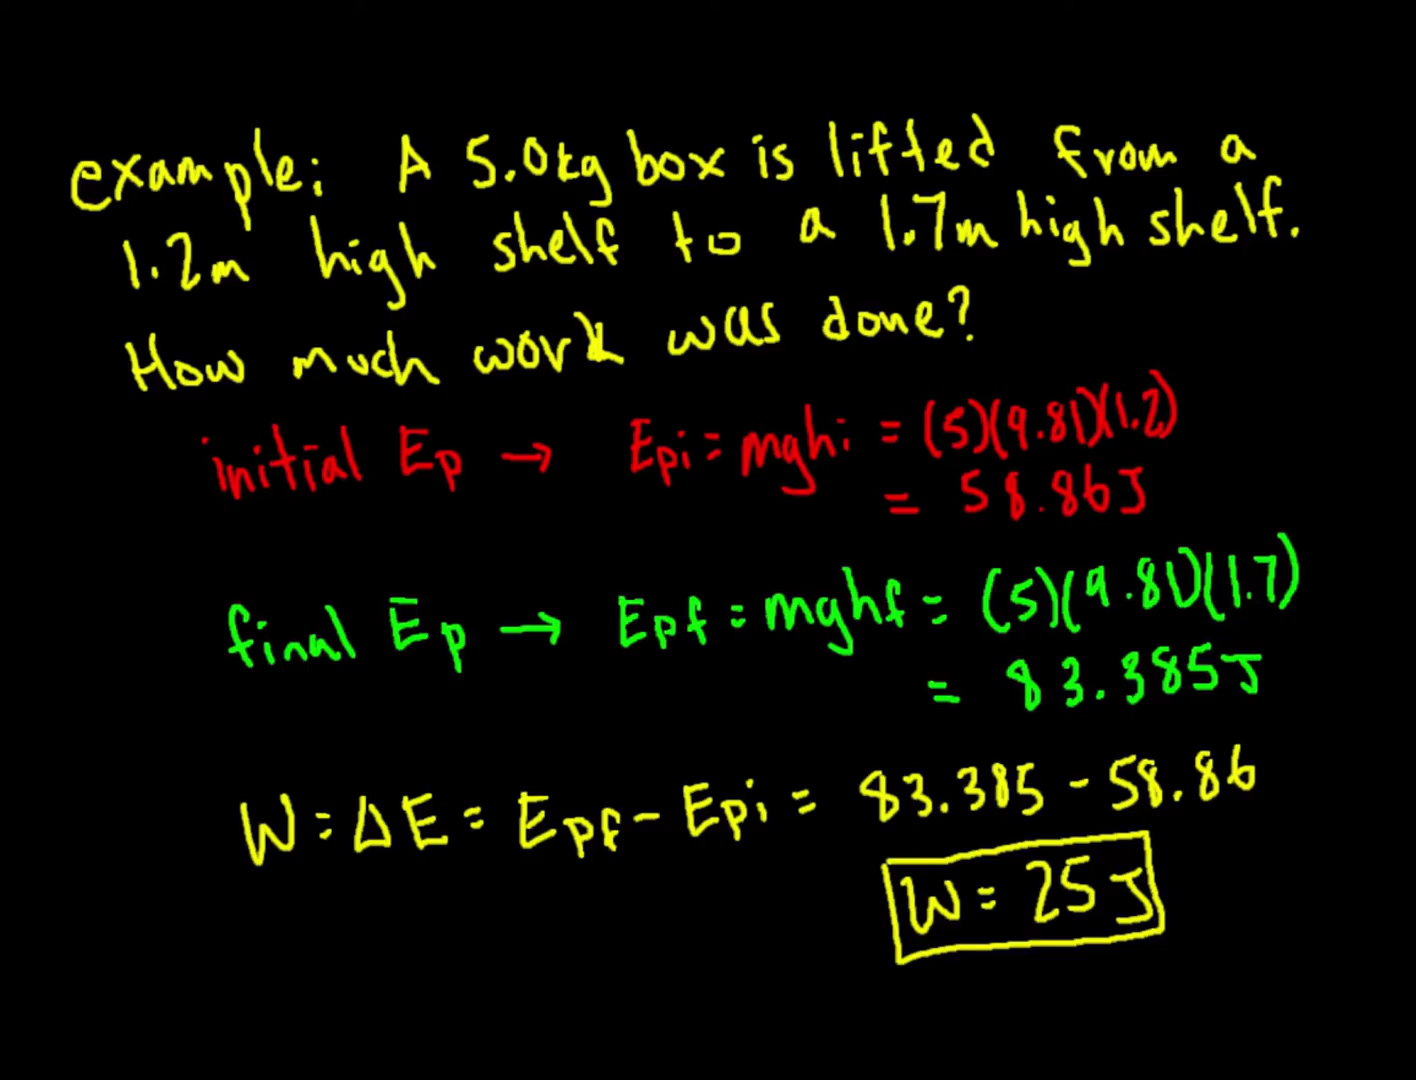 example: A 5.0kg box is lifted from a
1.2m high shelf to a 1.7m high shelf.
How much work was done?
initial Ep → Epi = mghi = (5)(9.81)(1.2)
= 58.86J
final Ep → Epf = mghf = (5)(9.81)(1.7)
= 83.385J
W = ΔE = Epf - Epi = 83.385 - 58.86
W = 25J